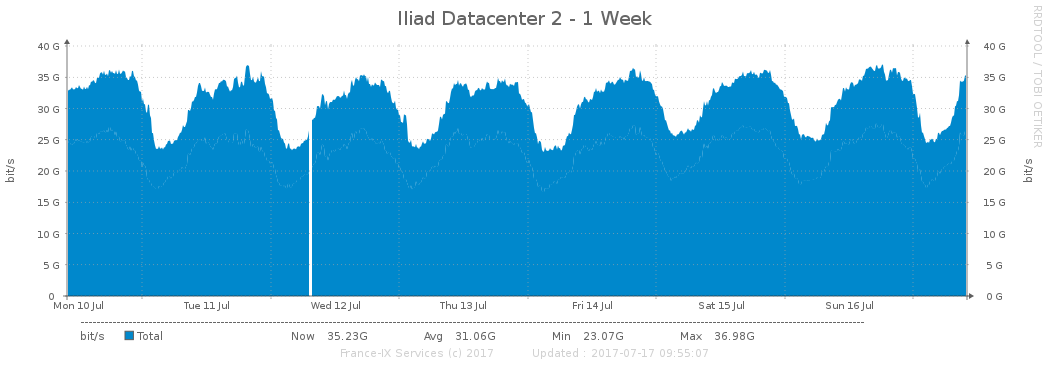 Iliad Datacenter 2 - 1 Week
RRDTOOL / TOBI OETIKER
bit/s
40 G
35 G
30 G
25 G
20 G
15 G
10 G
5 G
0
40 G
35 G
30 G
25 G
20 G
15 G
10 G
5 G
0 G
bit/s
Mon 10 Jul Tue 11 Jul Wed 12 Jul Thu 13 Jul Fri 14 Jul Sat 15 Jul Sun 16 Jul
bit/s Total Now 35.23G Avg 31.06G Min 23.07G Max 36.98G
France-IX Services (c) 2017 Updated : 2017-07-17 09:55:07